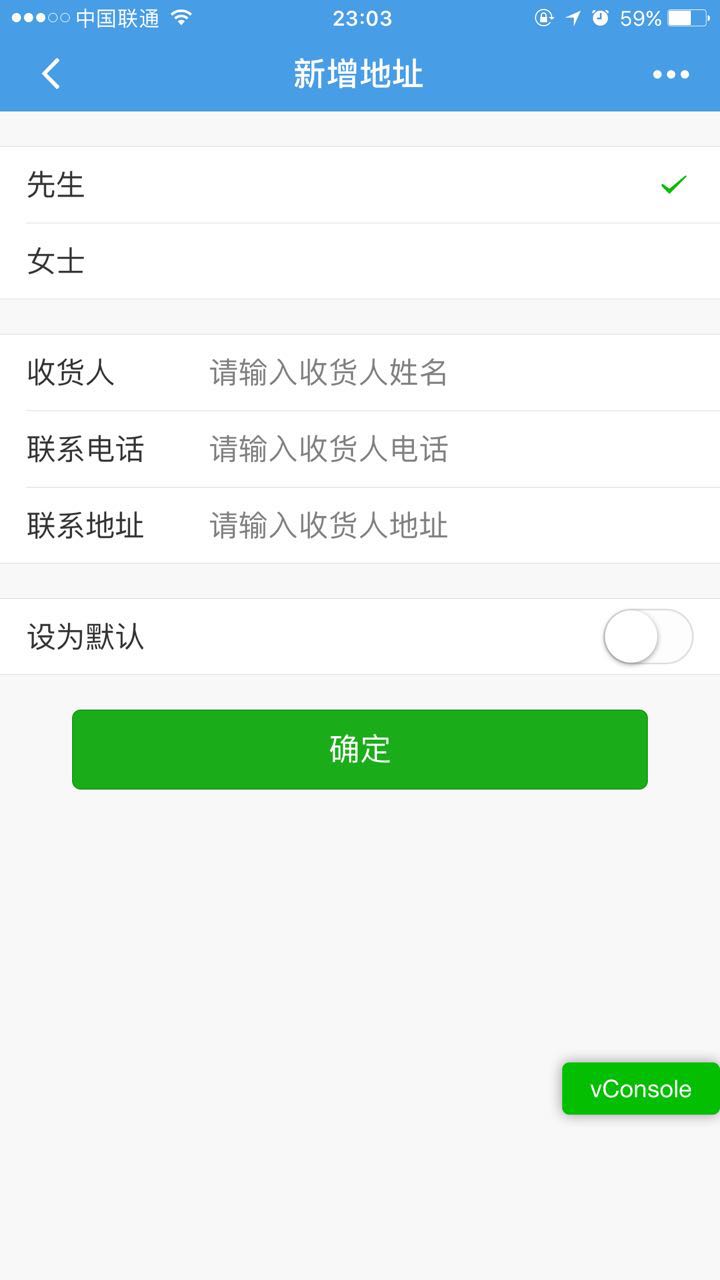 中国联通 23:03 59%
新增地址
先生
女士
收货人 请输入收货人姓名
联系电话 请输入收货人电话
联系地址 请输入收货人地址
设为默认
确定
vConsole